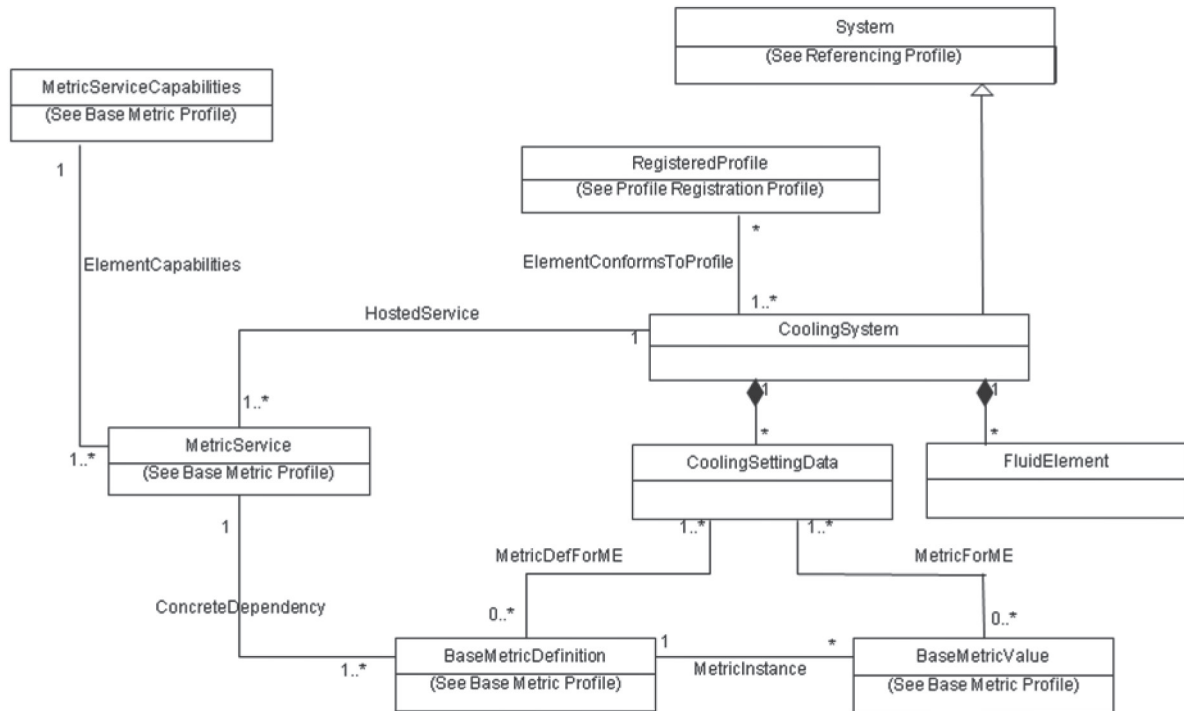 System
(See Referencing Profile)
MetricServiceCapabilities
(See Base Metric Profile)
1
RegisteredProfile
(See Profile Registration Profile)
*
ElementCapabilities
ElementConformsToProfile
1..*
HostedService
CoolingSystem
1
1
1
1..*
*
*
MetricService
(See Base Metric Profile)
1..*
CoolingSettingData
FluidElement
1
1..*
1..*
MetricDefForME
MetricForME
ConcreteDependency
0..*
0..*
1..*
BaseMetricDefinition
(See Base Metric Profile)
1
MetricInstance
*
BaseMetricValue
(See Base Metric Profile)